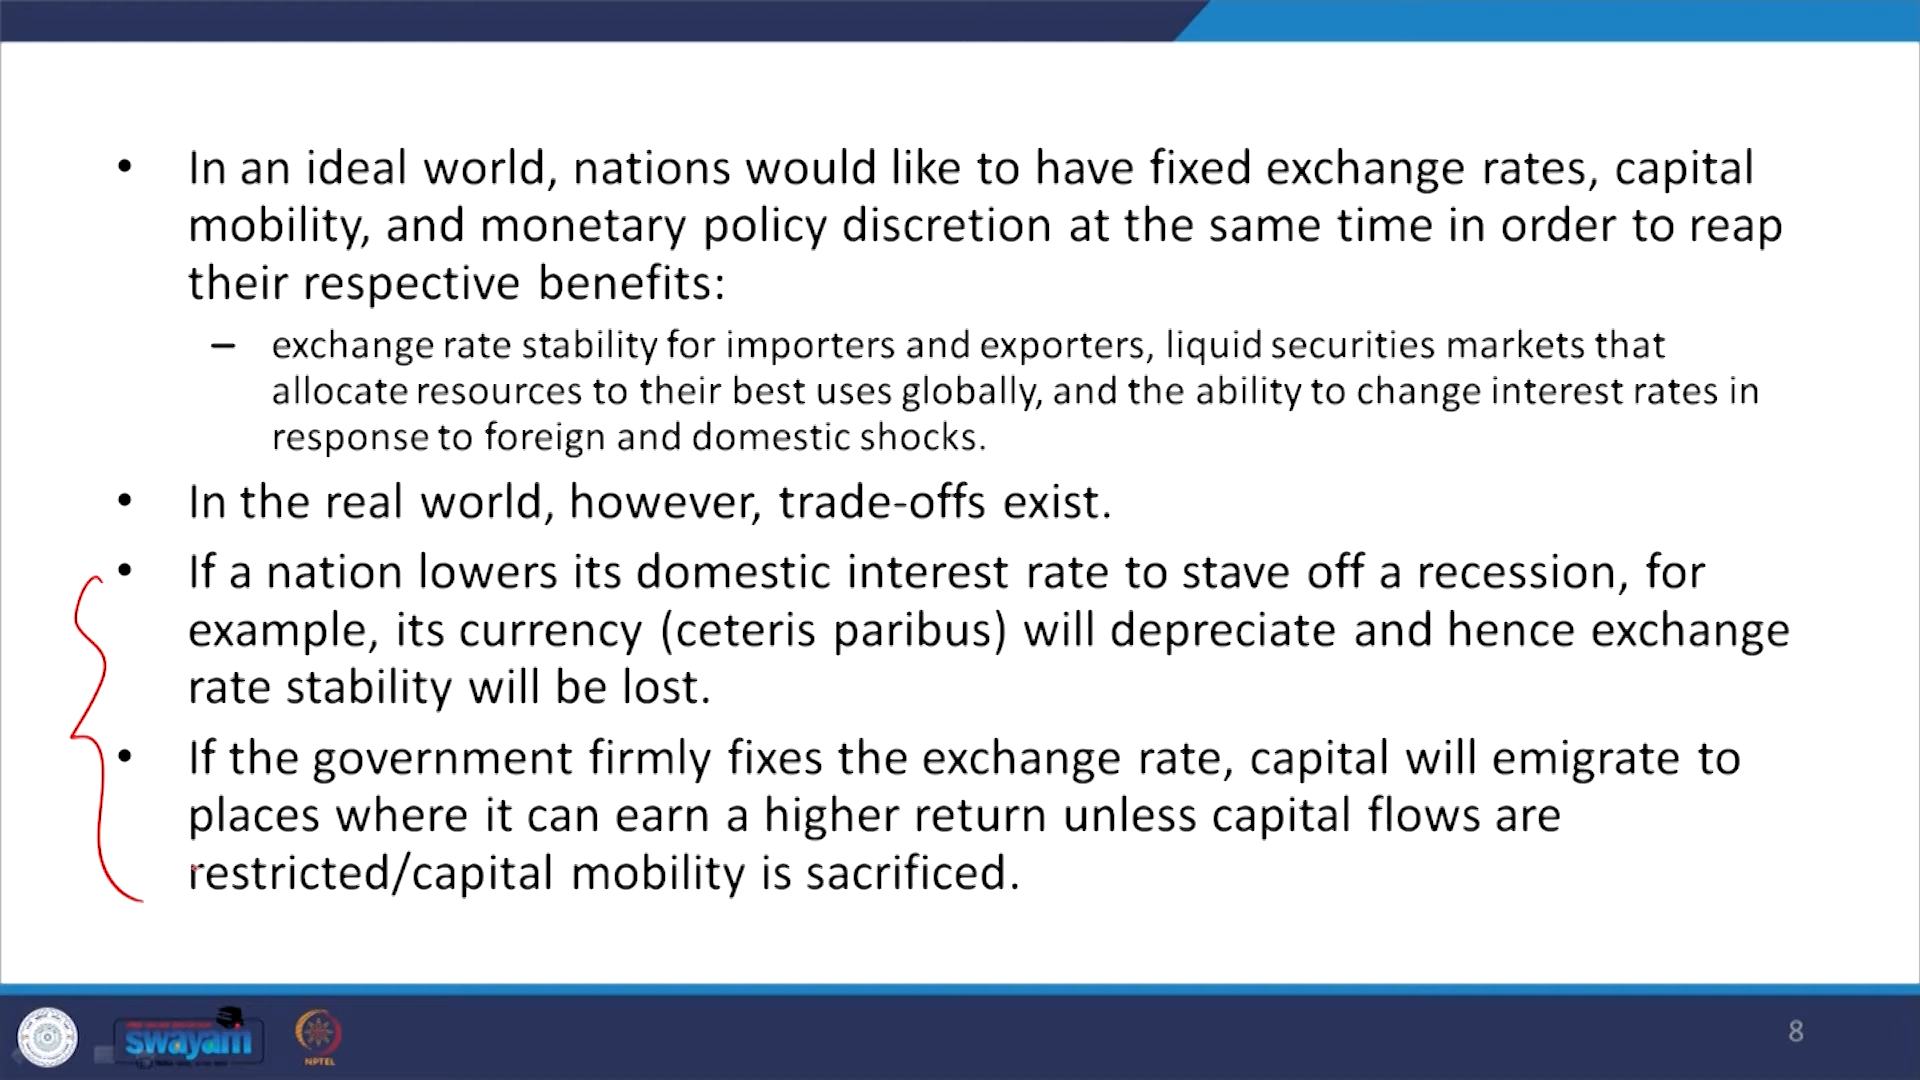 • In an ideal world, nations would like to have fixed exchange rates, capital
mobility, and monetary policy discretion at the same time in order to reap
their respective benefits:
– exchange rate stability for importers and exporters, liquid securities markets that
allocate resources to their best uses globally, and the ability to change interest rates in
response to foreign and domestic shocks.
• In the real world, however, trade-offs exist.
• If a nation lowers its domestic interest rate to stave off a recession, for
example, its currency (ceteris paribus) will depreciate and hence exchange
rate stability will be lost.
• If the government firmly fixes the exchange rate, capital will emigrate to
places where it can earn a higher return unless capital flows are
restricted/capital mobility is sacrificed.
swayam
NPTEL
8